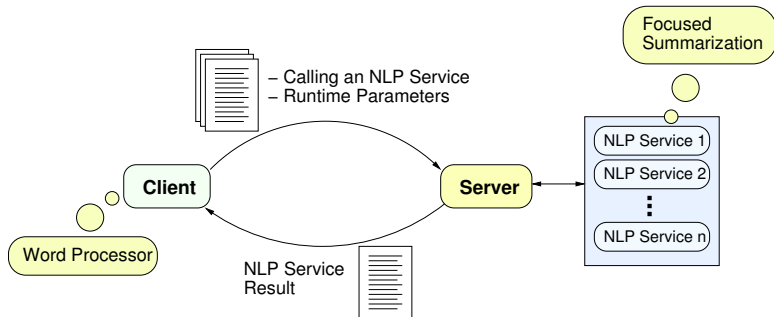 Focused
Summarization
– Calling an NLP Service
– Runtime Parameters
NLP Service 1
NLP Service 2
NLP Service n
Client
Server
Word Processor
NLP Service
Result